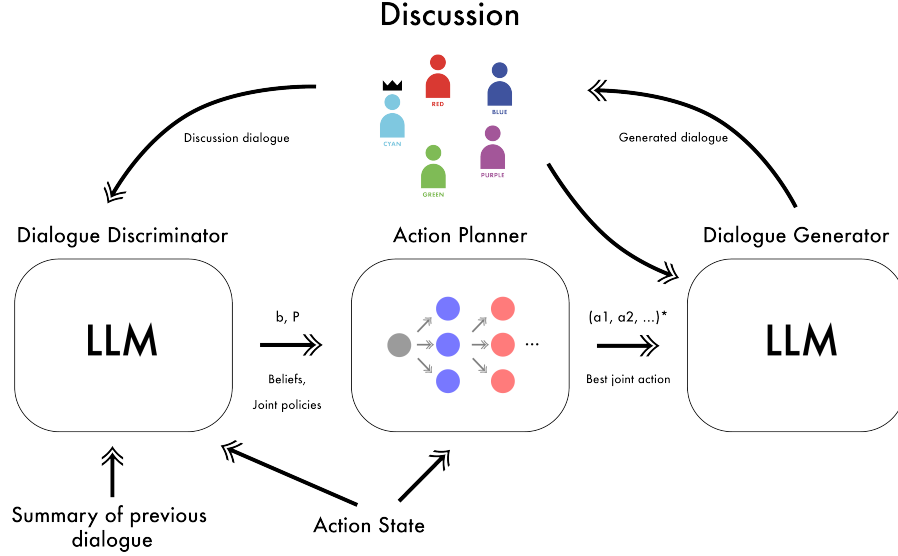 Discussion
RED
BLUE
CYAN
PURPLE
GREEN
Discussion dialogue
Generated dialogue
Dialogue Discriminator
Action Planner
Dialogue Generator
LLM
b, P
Beliefs,
Joint policies
...
(a1, a2, ...)*
Best joint action
LLM
Summary of previous
dialogue
Action State